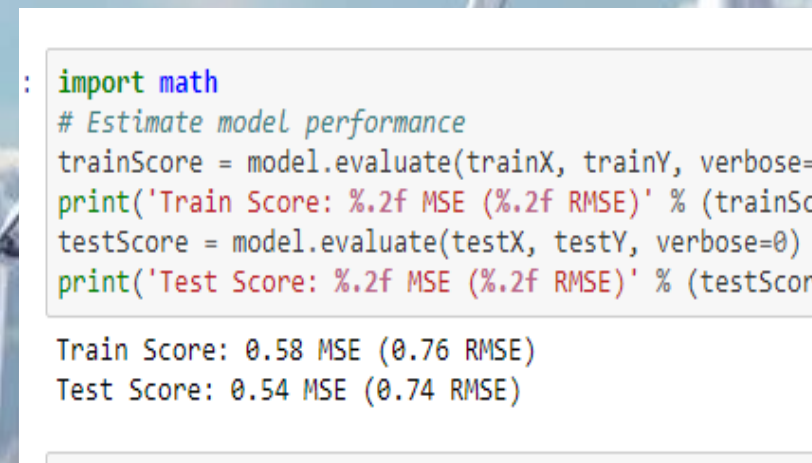 :
import math
# Estimate model performance
trainScore = model.evaluate(trainX, trainY, verbose=
print('Train Score: %.2f MSE (%.2f RMSE)' % (trainSc
testScore = model.evaluate(testX, testY, verbose=0)
print('Test Score: %.2f MSE (%.2f RMSE)' % (testScor
Train Score: 0.58 MSE (0.76 RMSE)
Test Score: 0.54 MSE (0.74 RMSE)